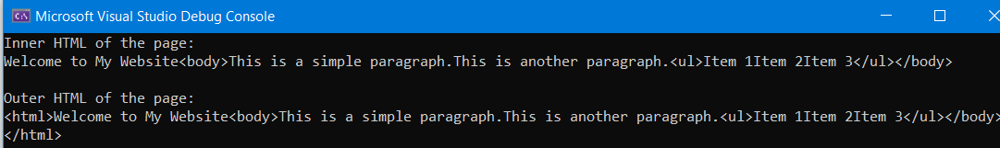 Microsoft Visual Studio Debug Console
Inner HTML of the page:
Welcome to My Website<body>This is a simple paragraph.This is another paragraph.<ul>Item 1Item 2Item 3</ul></body>
Outer HTML of the page:
<html>Welcome to My Website<body>This is a simple paragraph.This is another paragraph.<ul>Item 1Item 2Item 3</ul></body>
</html>